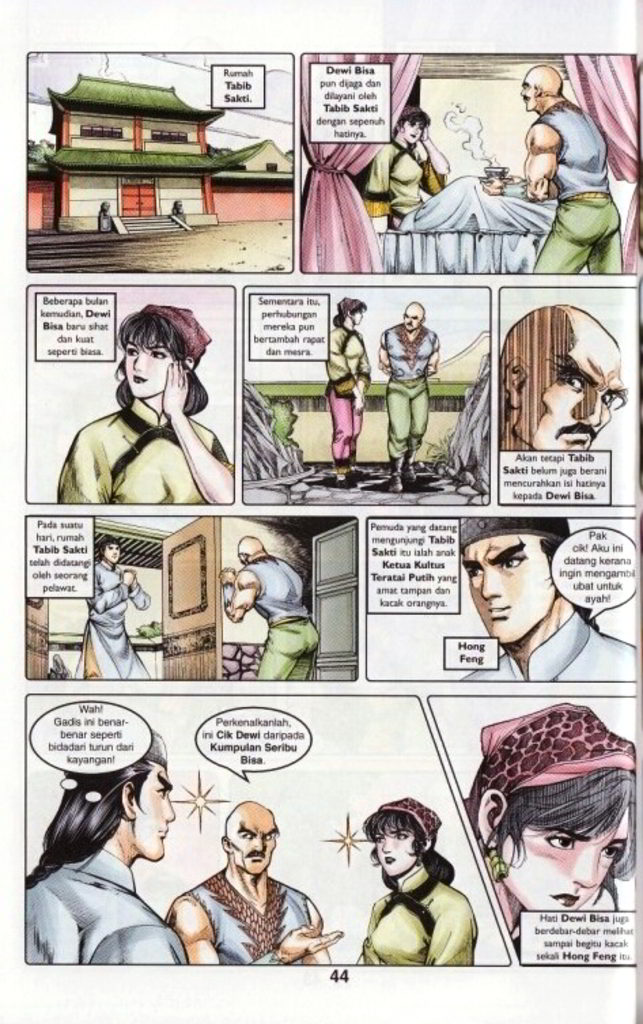 Rumah
Tabib
Sakti.
Dewi Bisa
pun dijaga dan
dilayani oleh
Tabib Sakti
dengan sepenuh
hatinya.
Beberapa bulan
kemudian, Dewi
Bisa baru sihat
dan kuat
seperti biasa.
Sementara itu,
perhubungan
mereka pun
bertambah rapat
dan mesra.
Akan tetapi Tabib
Sakti belum juga berani
mencurahkan isi hatinya
kepada Dewi Bisa.
Pada suatu
hari, rumah
Tabib Sakti
telah didatangi
oleh seorang
pelawat.
Pemuda yang datang
mengunjungi Tabib
Sakti itu ialah anak
Ketua Kultus
Teratai Putih yang
amat tampan dan
kacak orangnya.
Pak
cik! Aku ini
datang kerana
ingin mengambil
ubat untuk
ayah!
Hong
Feng
Wah!
Gadis ini benar-
benar seperti
bidadari turun dari
kayangan!
Perkenalkanlah,
ini Cik Dewi daripada
Kumpulan Seribu
Bisa.
Hati Dewi Bisa juga
berdebar-debar melihat
sampai begitu kacak
sekali Hong Feng itu.
44